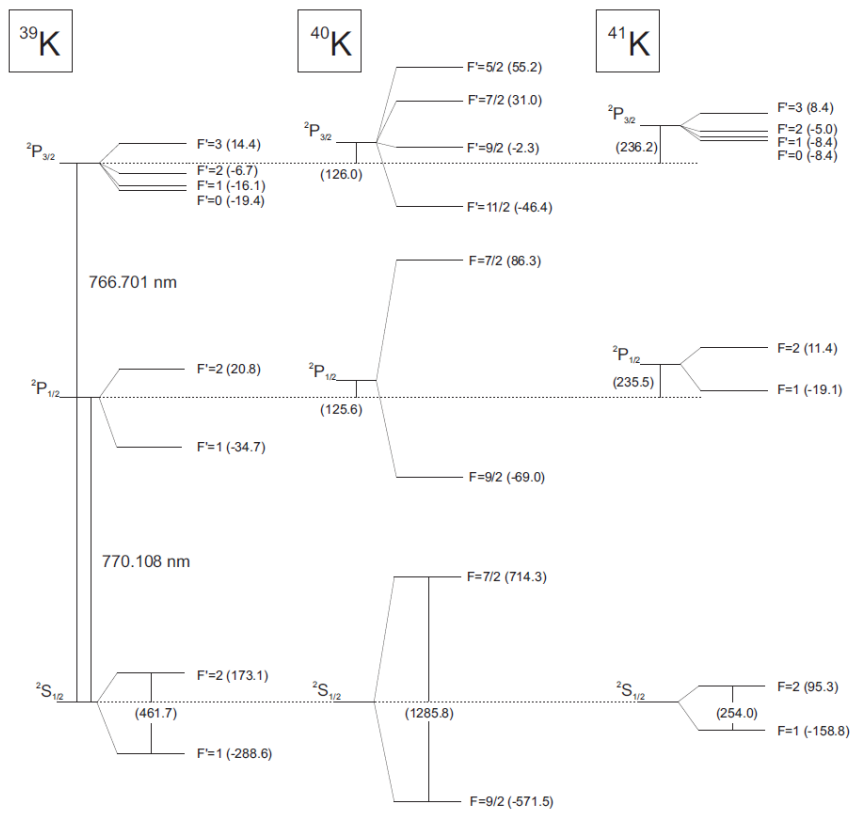 ³⁹K
²P₃/₂
F'=3 (14.4)
F'=2 (-6.7)
F'=1 (-16.1)
F'=0 (-19.4)
766.701 nm
²P₁/₂
F'=2 (20.8)
F'=1 (-34.7)
770.108 nm
²S₁/₂
F'=2 (173.1)
(461.7)
F'=1 (-288.6)
⁴⁰K
F'=5/2 (55.2)
F'=7/2 (31.0)
²P₃/₂
F'=9/2 (-2.3)
(126.0)
F'=11/2 (-46.4)
F=7/2 (86.3)
²P₁/₂
(125.6)
F=9/2 (-69.0)
F=7/2 (714.3)
²S₁/₂
(1285.8)
F=9/2 (-571.5)
⁴¹K
F'=3 (8.4)
²P₃/₂
F'=2 (-5.0)
(236.2)
F'=1 (-8.4)
F'=0 (-8.4)
F=2 (11.4)
²P₁/₂
(235.5)
F=1 (-19.1)
F=2 (95.3)
²S₁/₂
(254.0)
F=1 (-158.8)